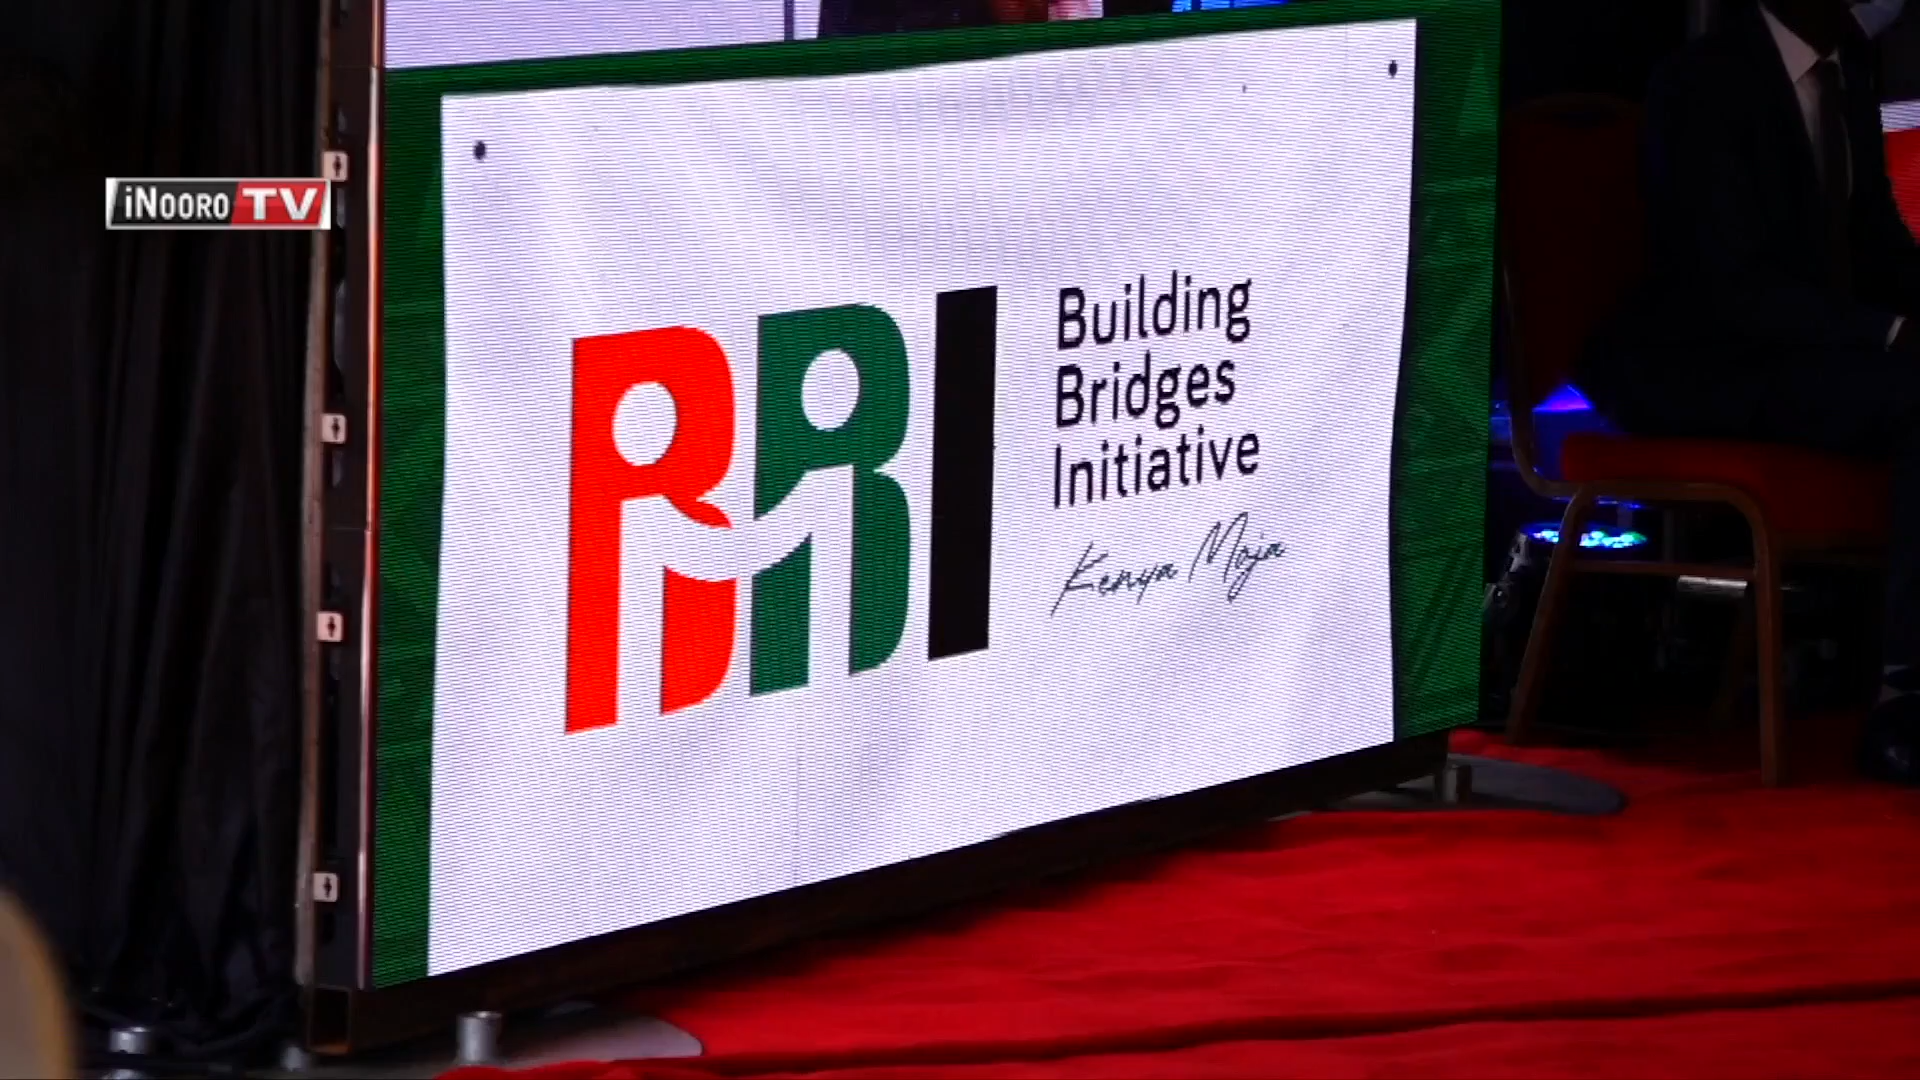 iNOORO TV
BBI
Building
Bridges
Initiative
Kenya Moja